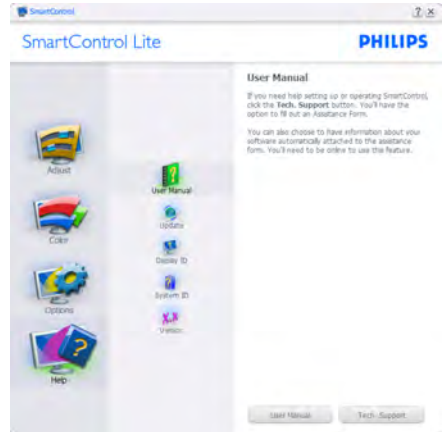 SmartControl
SmartControl Lite
PHILIPS
Adjust
Color
Options
Help
User Manual
Update
Display ID
System ID
Version
User Manual
If you need help setting up or operating SmartControl,
click the Tech. Support button. You'll have the
option to fill out an Assistance Form.
You can also choose to have information about your
software automatically attached to the assistance
form. You'll need to be online to use the feature.
User Manual
Tech. Support